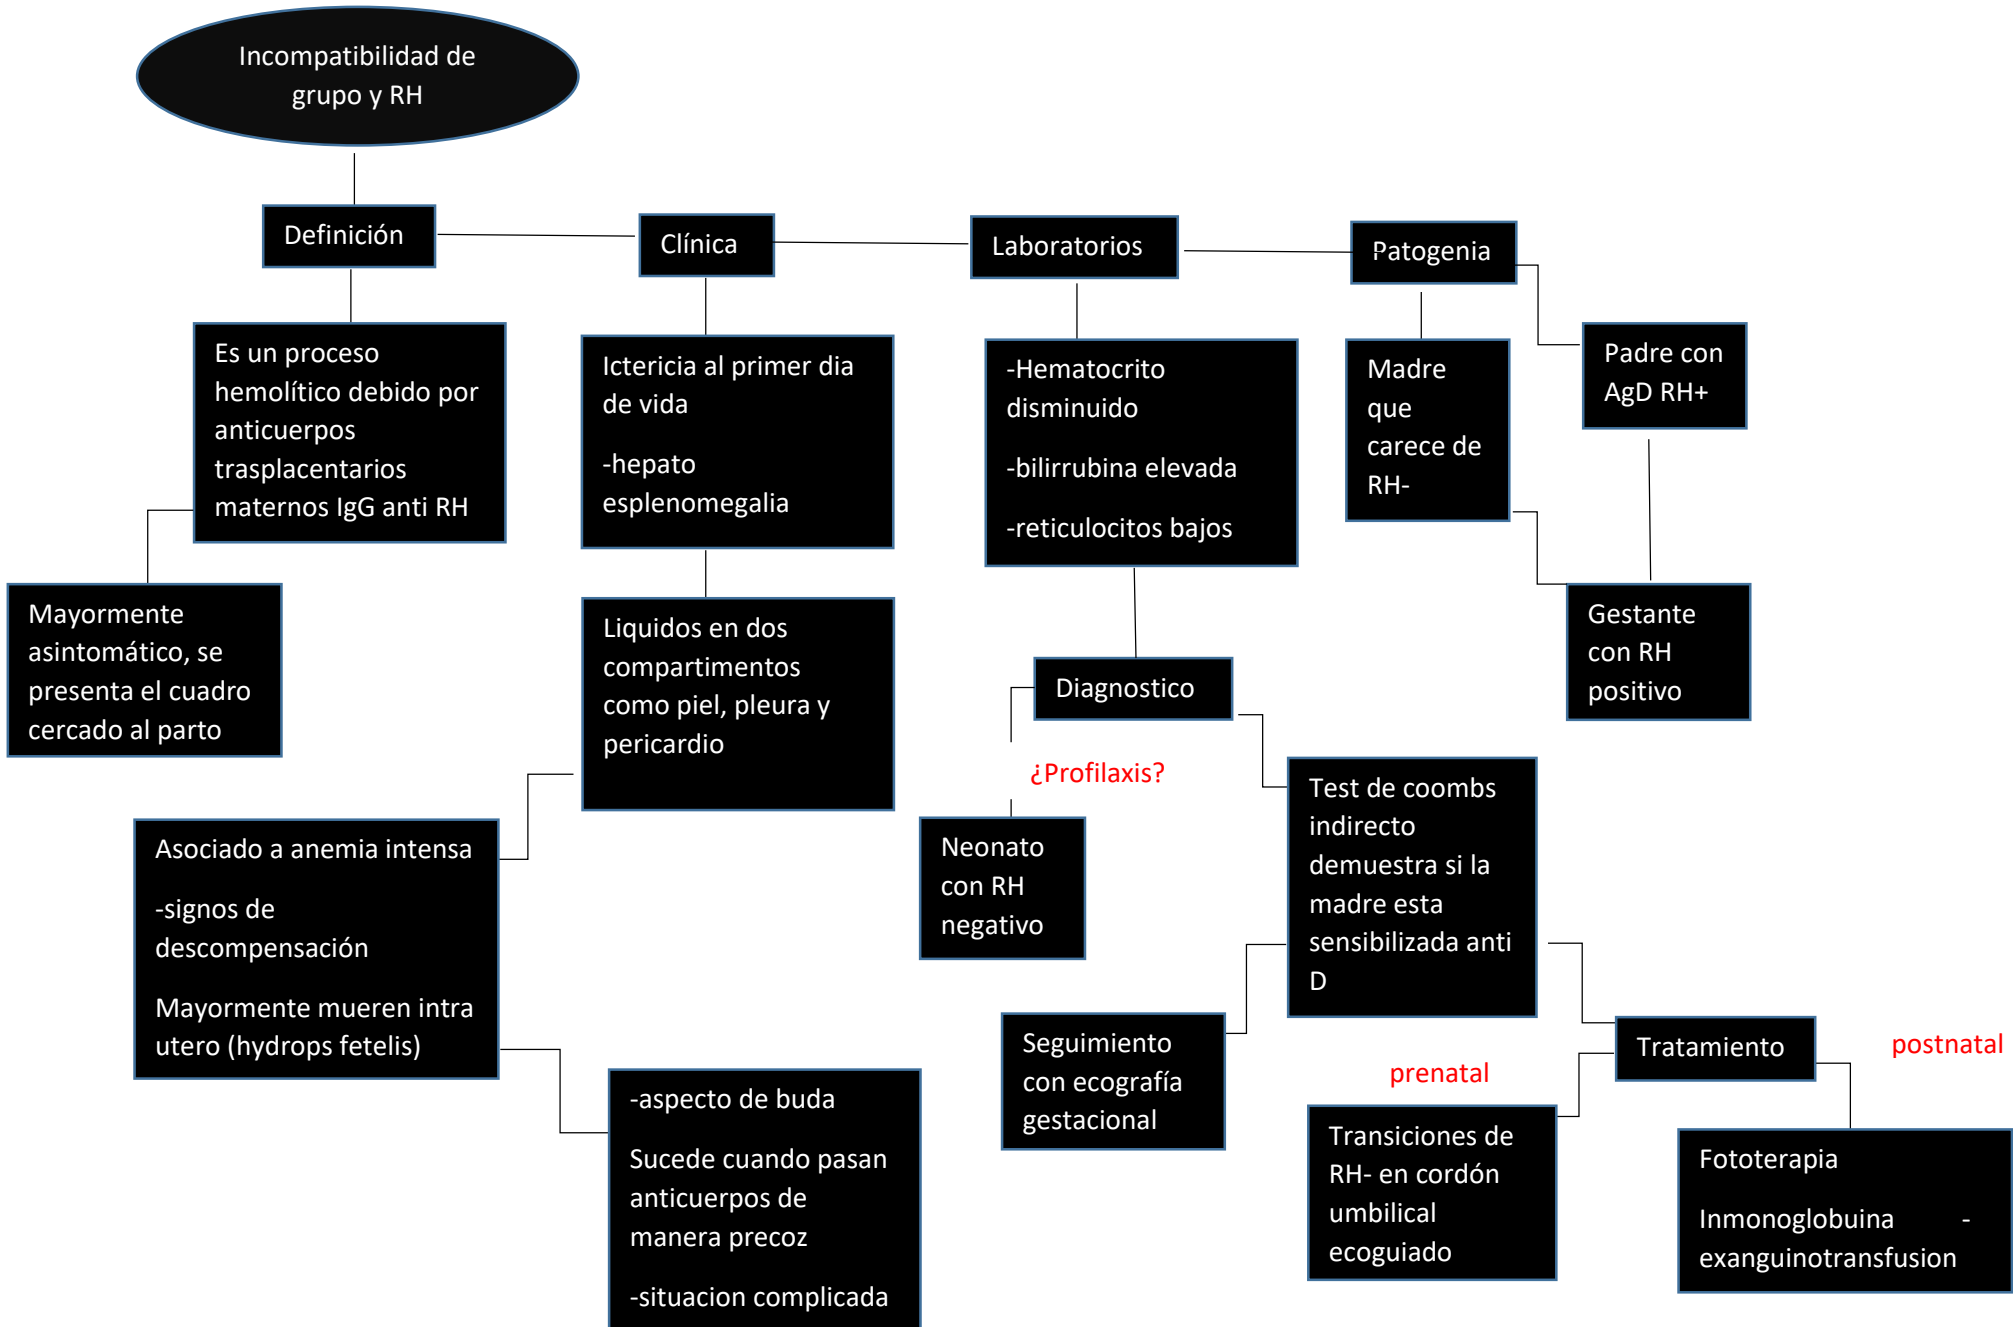 Incompatibilidad de
grupo y RH
Definición
Clínica
Laboratorios
Patogenia
Es un proceso
hemolítico debido por
anticuerpos
trasplacentarios
maternos IgG anti RH
Ictericia al primer dia
de vida
-hepato
esplenomegalia
-Hematocrito
disminuido
-bilirrubina elevada
-reticulocitos bajos
Madre
que
carece de
RH-
Padre con
AgD RH+
Mayormente
asintomático, se
presenta el cuadro
cercado al parto
Liquidos en dos
compartimentos
como piel, pleura y
pericardio
Diagnostico
Gestante
con RH
positivo
¿Profilaxis?
Neonato
con RH
negativo
Test de coombs
indirecto
demuestra si la
madre esta
sensibilizada anti
D
Asociado a anemia intensa
-signos de
descompensación
Mayormente mueren intra
utero (hydrops fetelis)
Seguimiento
con ecografía
gestacional
Tratamiento
prenatal
postnatal
-aspecto de buda
Sucede cuando pasan
anticuerpos de
manera precoz
-situacion complicada
Transiciones de
RH- en cordón
umbilical
ecoguiado
Fototerapia
Inmonoglobuina -
exanguinotransfusion